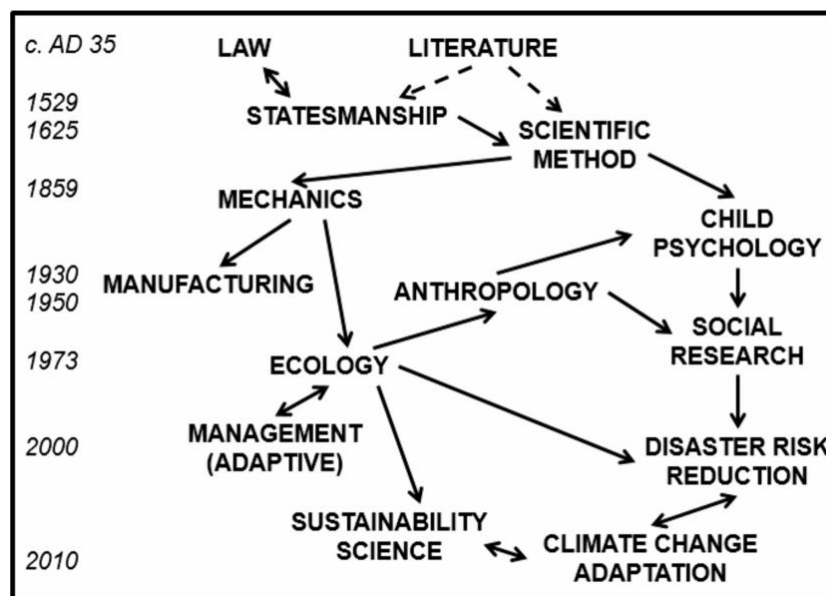 c. AD 35
LAW
LITERATURE
1529
STATESMANSHIP
1625
SCIENTIFIC
METHOD
1859
MECHANICS
CHILD
PSYCHOLOGY
1930
MANUFACTURING
ANTHROPOLOGY
1950
SOCIAL
RESEARCH
1973
ECOLOGY
MANAGEMENT
(ADAPTIVE)
2000
DISASTER RISK
REDUCTION
SUSTAINABILITY
SCIENCE
2010
CLIMATE CHANGE
ADAPTATION